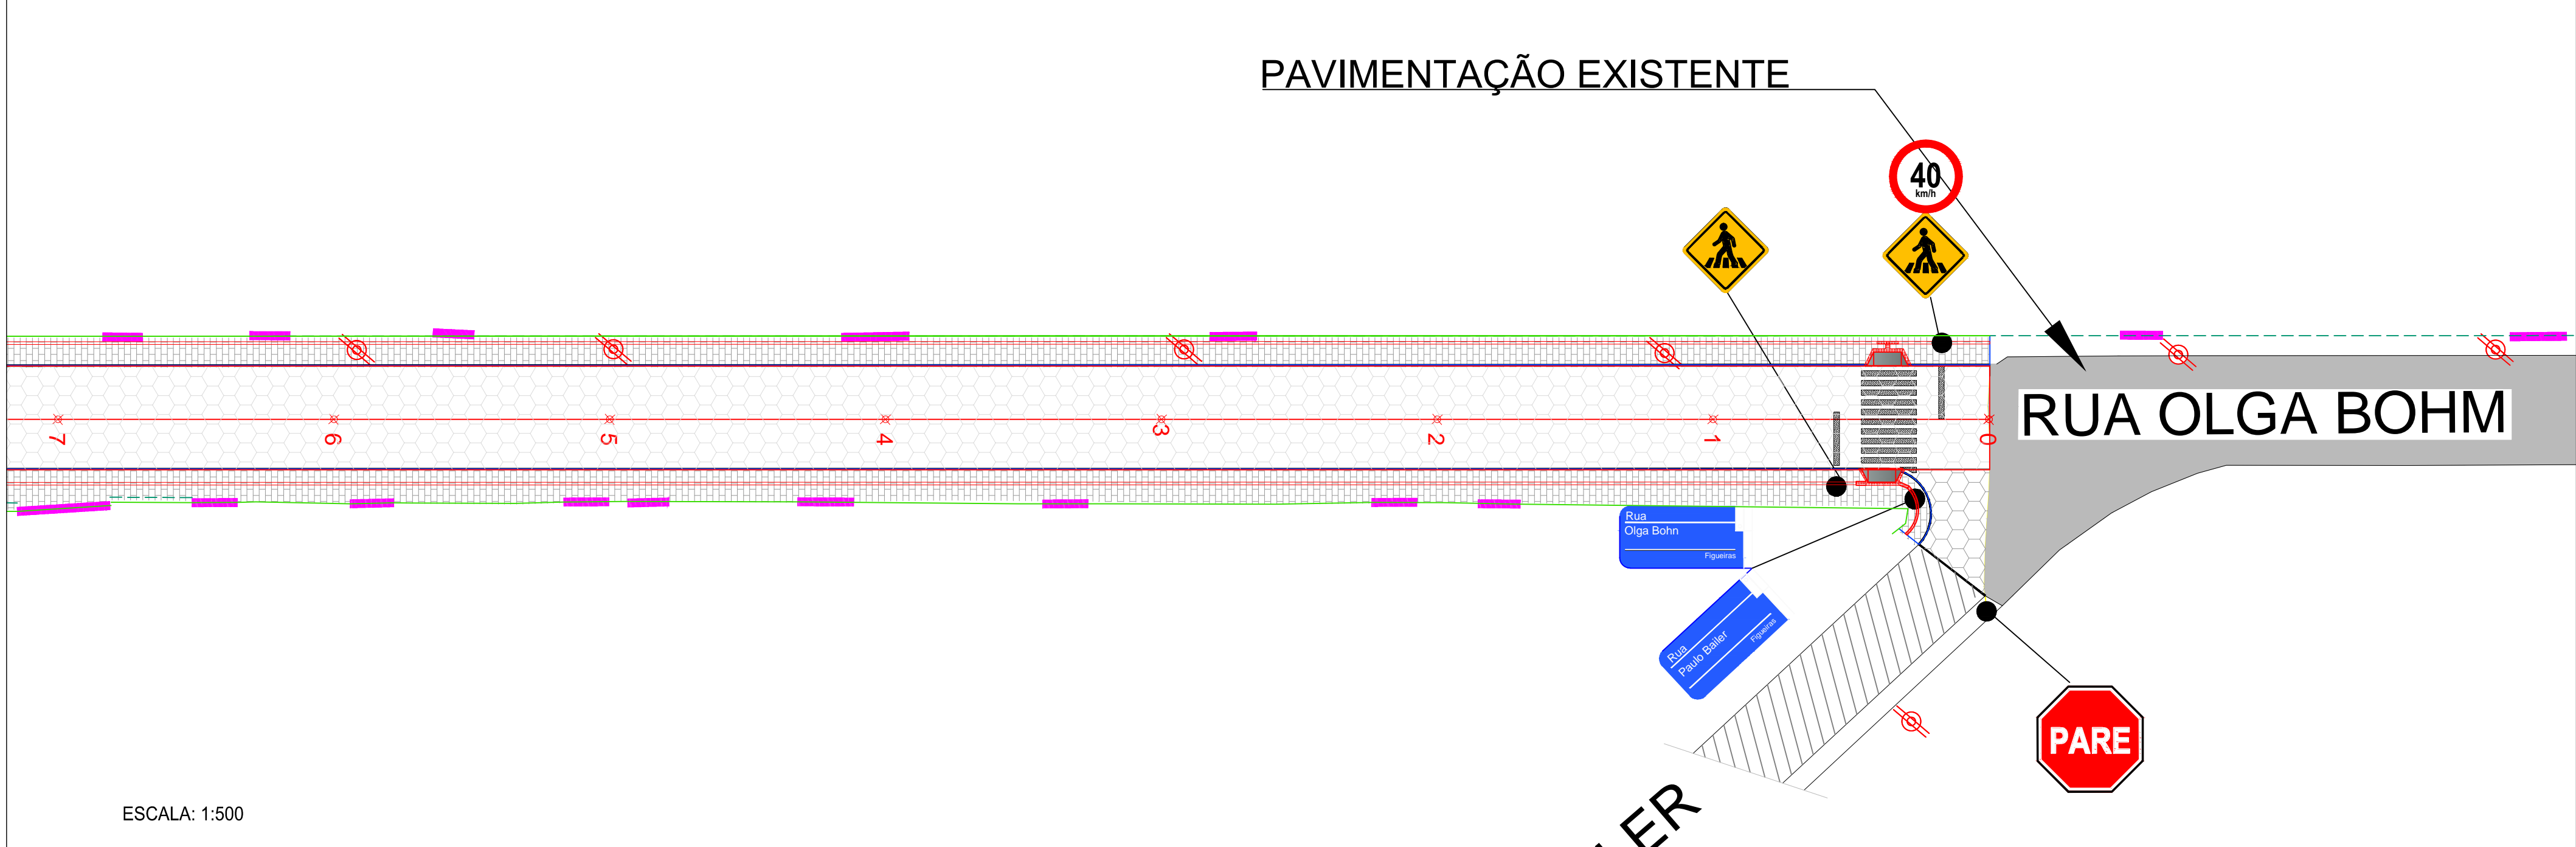 PAVIMENTAÇÃO EXISTENTE
40
km/h
RUA OLGA BOHM
7
6
5
4
3
2
1
0
Rua
Olga Bohn
Figueiras
Rua
Paulo Bailer
Figueiras
PARE
ESCALA: 1:500
LER